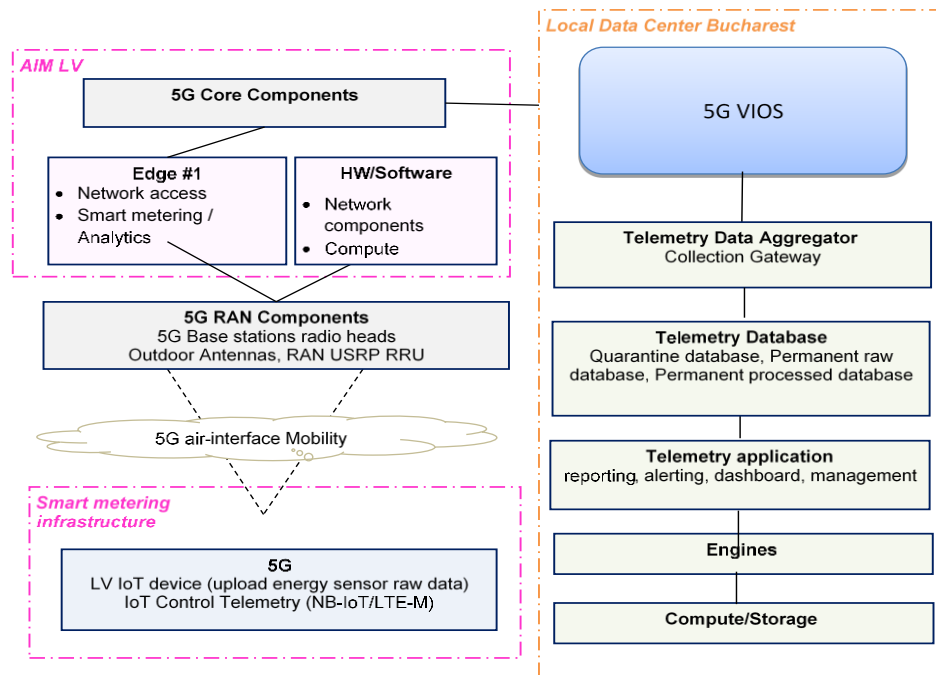 AIM LV
5G Core Components
Edge #1
• Network access
• Smart metering /
Analytics
HW/Software
• Network
components
• Compute
5G RAN Components
5G Base stations radio heads
Outdoor Antennas, RAN USRP RRU
5G air-interface Mobility
Smart metering
infrastructure
5G
LV IoT device (upload energy sensor raw data)
IoT Control Telemetry (NB-IoT/LTE-M)
Local Data Center Bucharest
5G VIOS
Telemetry Data Aggregator
Collection Gateway
Telemetry Database
Quarantine database, Permanent raw
database, Permanent processed database
Telemetry application
reporting, alerting, dashboard, management
Engines
Compute/Storage